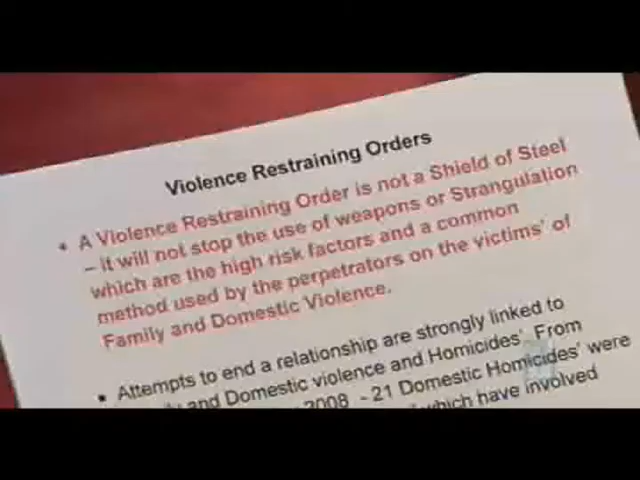 Violence Restraining Orders
• A Violence Restraining Order is not a Shield of Steel
– it will not stop the use of weapons or Strangulation
which are the high risk factors and a common
method used by the perpetrators on the victims' of
Family and Domestic Violence.
• Attempts to end a relationship are strongly linked to
and Domestic violence and Homicides'. From
2008 - 21 Domestic Homicides' were
which have involved